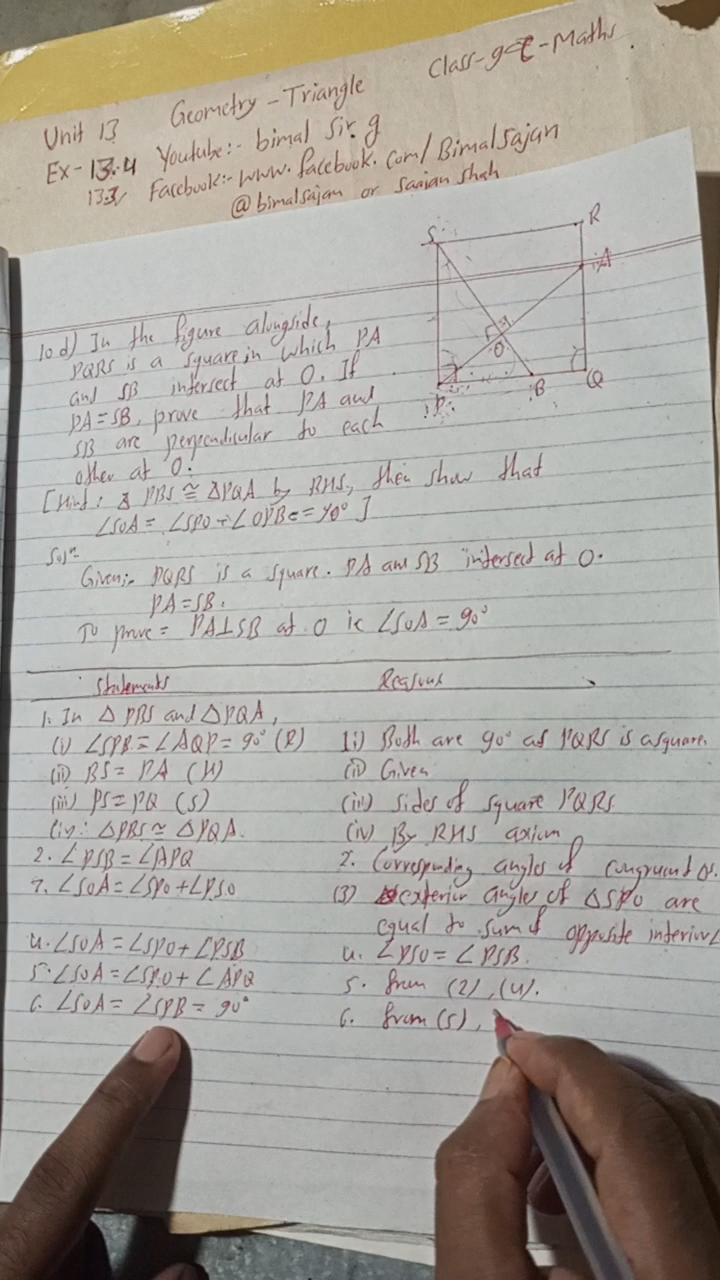 Unit 13 Geometry - Triangle Class-9 - Maths
Ex- 13.4 Youtube:- bimal Sir g
13.3 Facebook:- www.facebook.com/Bimalsajan
@bimalsajan or Sanjan Shah
S R
A
O
P B Q
10.d) In the figure alongside,
PQRS is a square in which PA
and SB intersect at O. If
PA=SB, prove that PA and
SB are perpendicular to each
other at O.
[Hint: Δ PBS ≅ ΔPQA by RHS, then show that
∠SOA = ∠SPO + ∠OPB = 90° ]
Solⁿ
Given:- PQRS is a square. PA and SB intersect at O.
PA=SB.
To prove = PA⊥SB at O ie ∠SOA = 90°
Statements Reasons
1. In Δ PBS and ΔPQA,
(i) ∠SPB = ∠AQP = 90° (R) 1i) Both are 90° as PQRS is a square.
(ii) BS = PA (H) (ii) Given
(iii) PS = PQ (S) (iii) Sides of square PQRS
(iv) ∴ ΔPBS ≅ ΔPQA. (iv) By RHS axiom
2. ∠PSB = ∠APQ 2. Corresponding angles of congruent Δs.
3. ∠SOA = ∠SPO + ∠PSO (3) exterior angles of ΔSPO are
equal to sum of opposite interior ∠
4. ∠SOA = ∠SPO + ∠PSB 4. ∠PSO = ∠PSB.
5. ∠SOA = ∠SPO + ∠APQ 5. from (2), (4).
6. ∠SOA = ∠SPB = 90° 6. from (5),